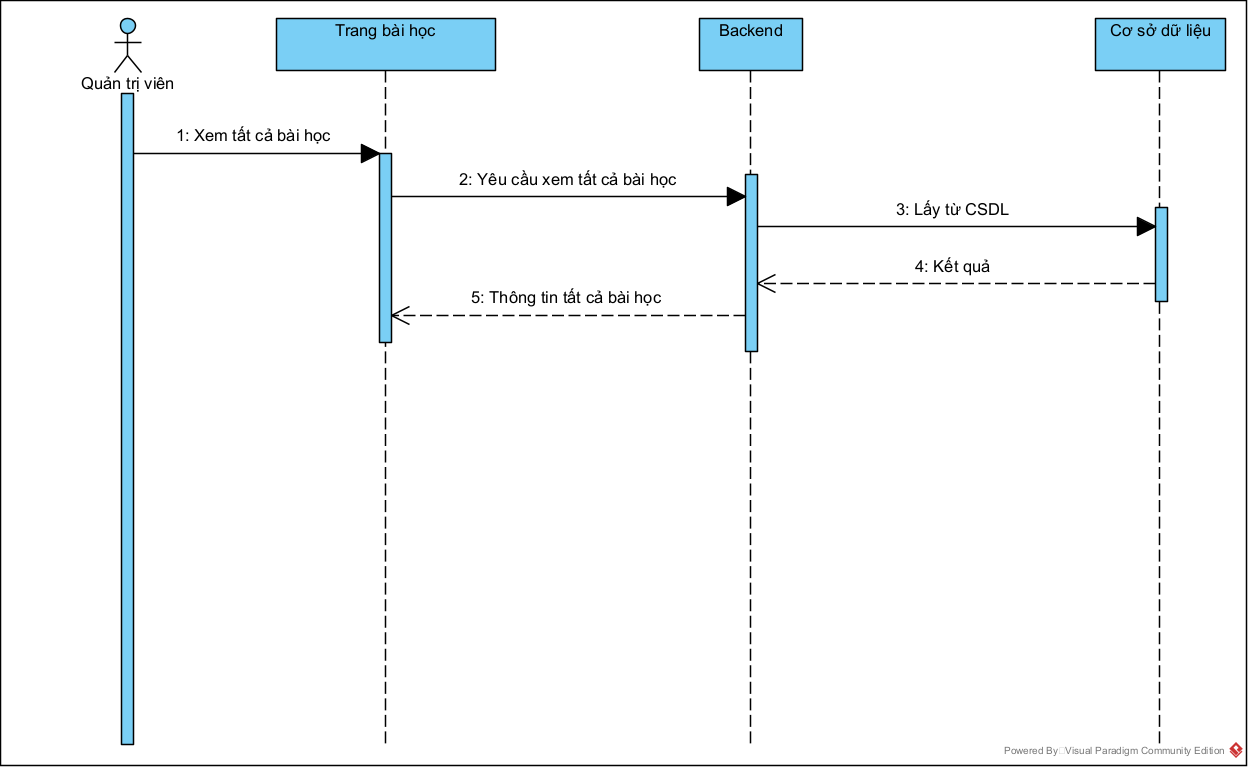 Trang bài học
Backend
Cơ sở dữ liệu
Quản trị viên
1: Xem tất cả bài học
2: Yêu cầu xem tất cả bài học
3: Lấy từ CSDL
4: Kết quả
5: Thông tin tất cả bài học
Powered By Visual Paradigm Community Edition